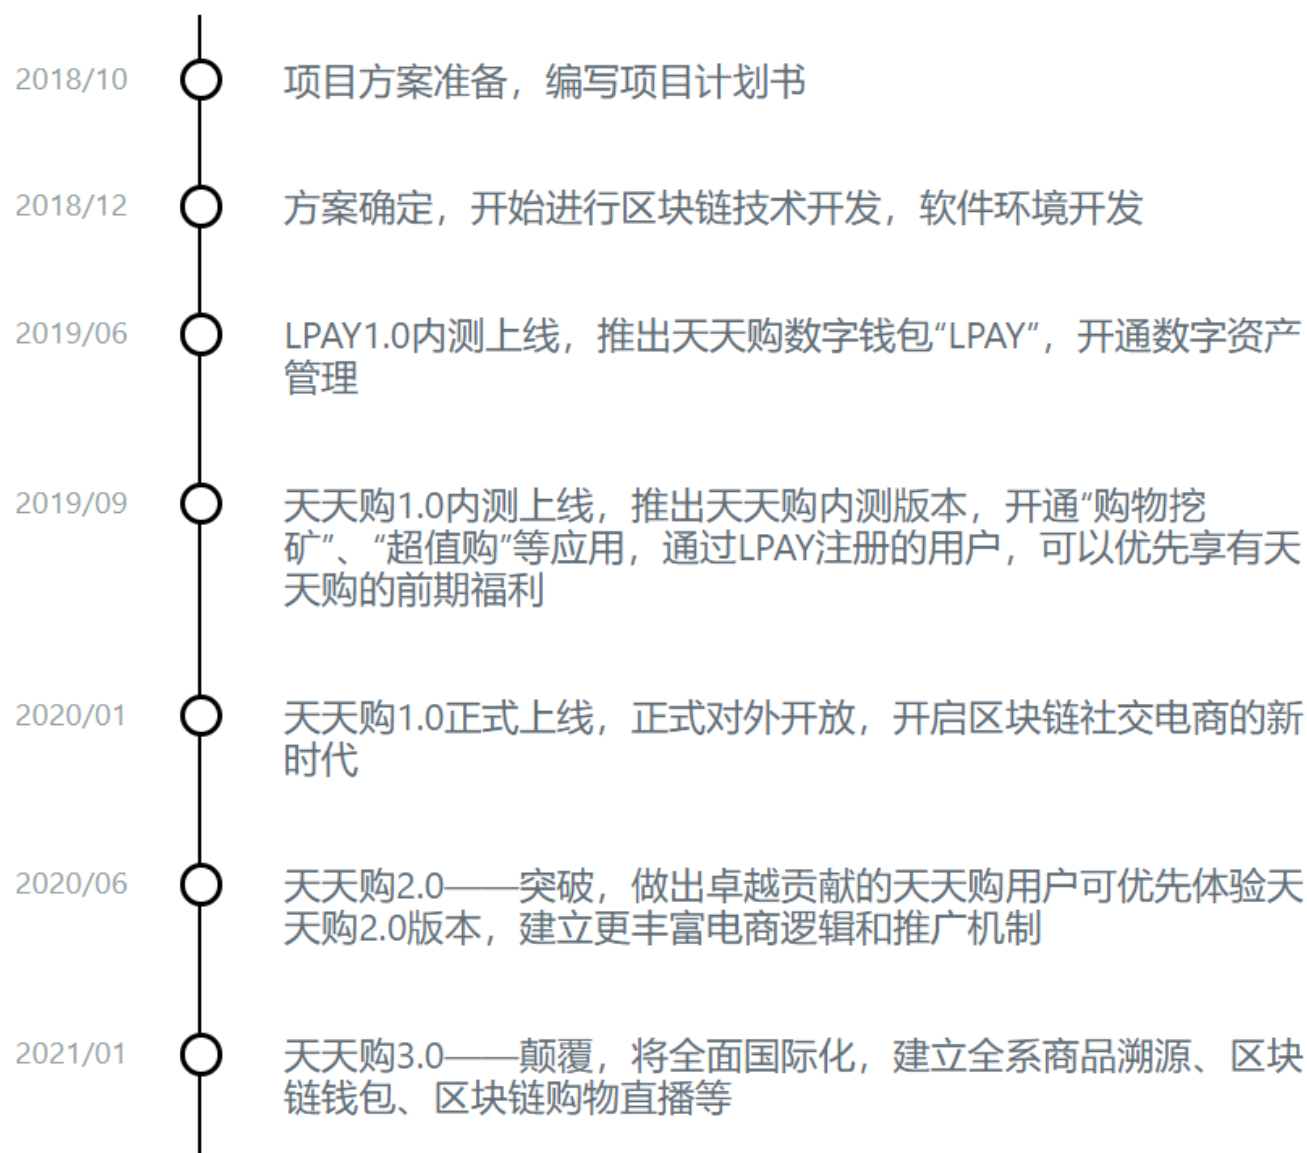 2018/10
项目方案准备，编写项目计划书
2018/12
方案确定，开始进行区块链技术开发，软件环境开发
2019/06
LPAY1.0内测上线，推出天天购数字钱包“LPAY”，开通数字资产
管理
2019/09
天天购1.0内测上线，推出天天购内测版本，开通“购物挖
矿”、“超值购”等应用，通过LPAY注册的用户，可以优先享有天
天购的前期福利
2020/01
天天购1.0正式上线，正式对外开放，开启区块链社交电商的新
时代
2020/06
天天购2.0——突破，做出卓越贡献的天天购用户可优先体验天
天购2.0版本，建立更丰富电商逻辑和推广机制
2021/01
天天购3.0——颠覆，将全面国际化，建立全系商品溯源、区块
链钱包、区块链购物直播等